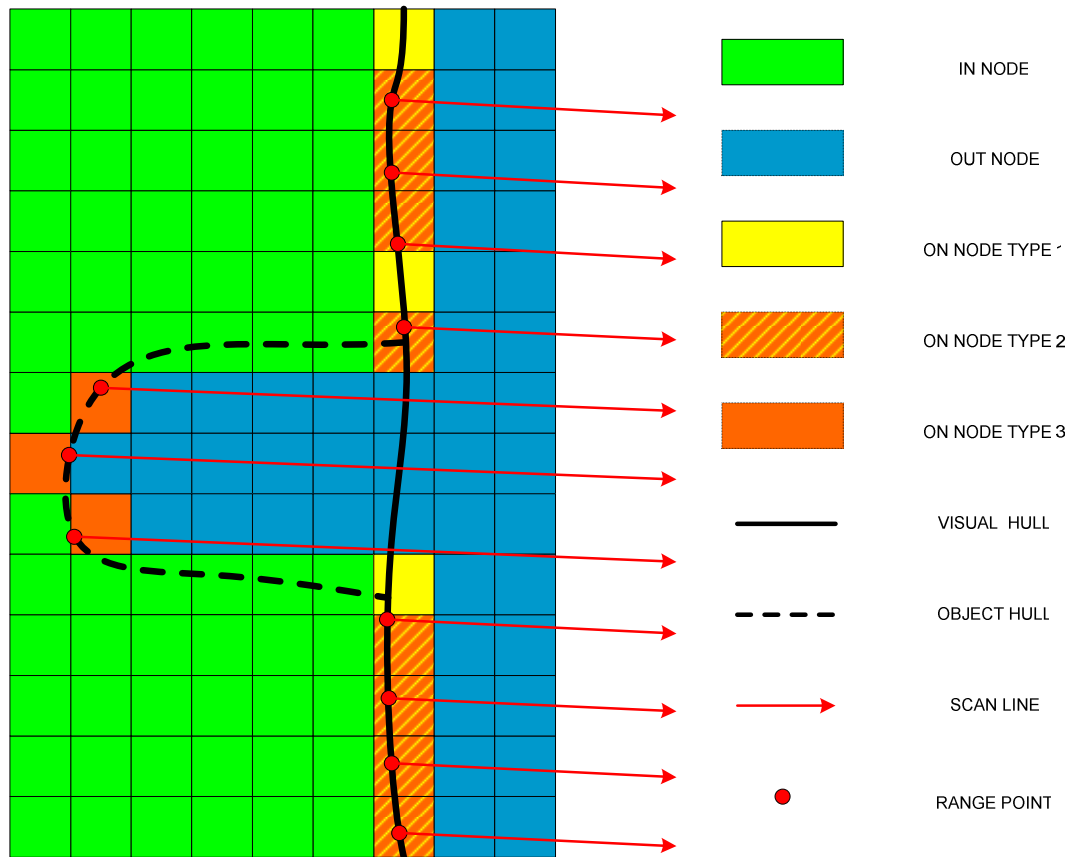 IN NODE
OUT NODE
ON NODE TYPE
ON NODE TYPE 2
ON NODE TYPE 3
VISUAL HULL
OBJECT HULL
SCAN LINE
RANGE POINT